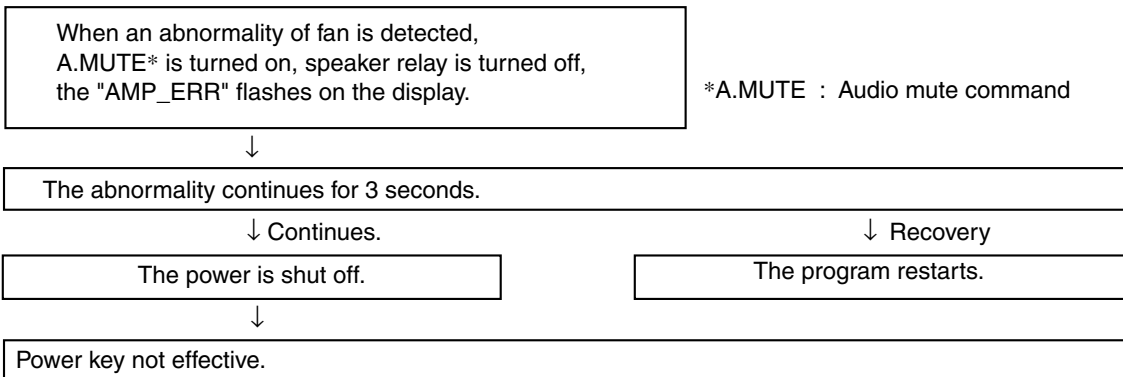 When an abnormality of fan is detected,
A.MUTE* is turned on, speaker relay is turned off,
the "AMP_ERR" flashes on the display.
*A.MUTE : Audio mute command
↓
The abnormality continues for 3 seconds.
↓ Continues.
↓ Recovery
The power is shut off.
The program restarts.
↓
Power key not effective.